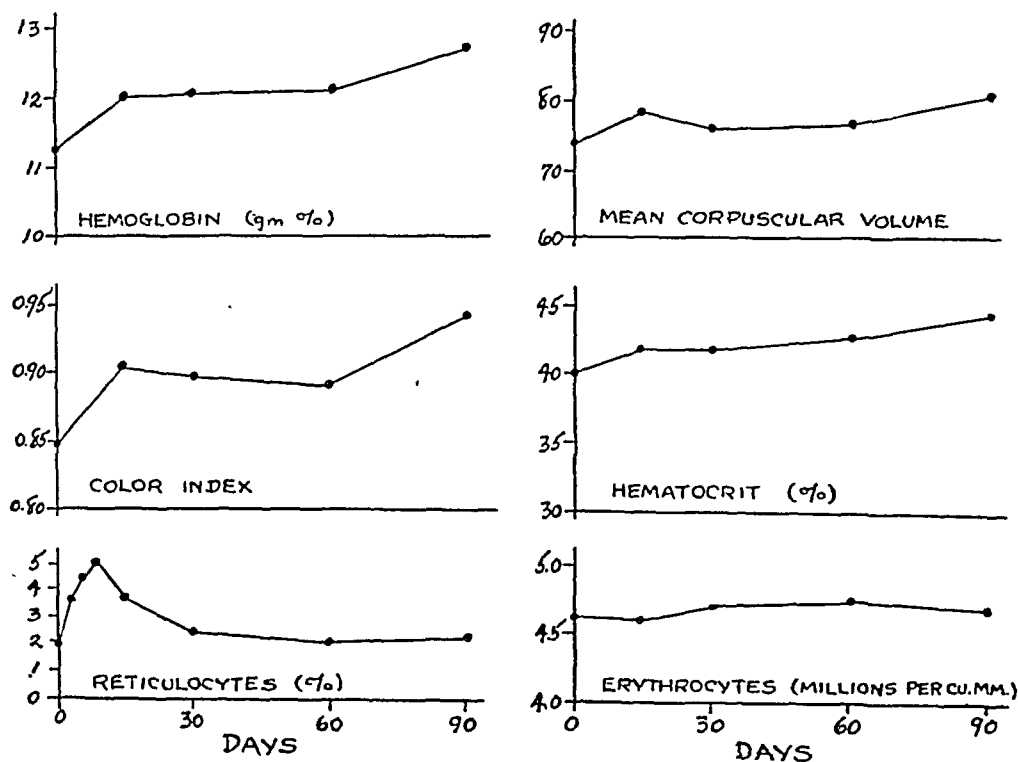 13
12
11
10
HEMOGLOBIN (gm %)
90
80
70
60
MEAN CORPUSCULAR VOLUME
0.95
0.90
0.85
0.80
COLOR INDEX
45
40
35
30
HEMATOCRIT (%)
5
4
3
2
1
0
RETICULOCYTES (%)
0 30 60 90
DAYS
5.0
4.5
4.0
ERYTHROCYTES (MILLIONS PER CU. MM.)
0 30 60 90
DAYS